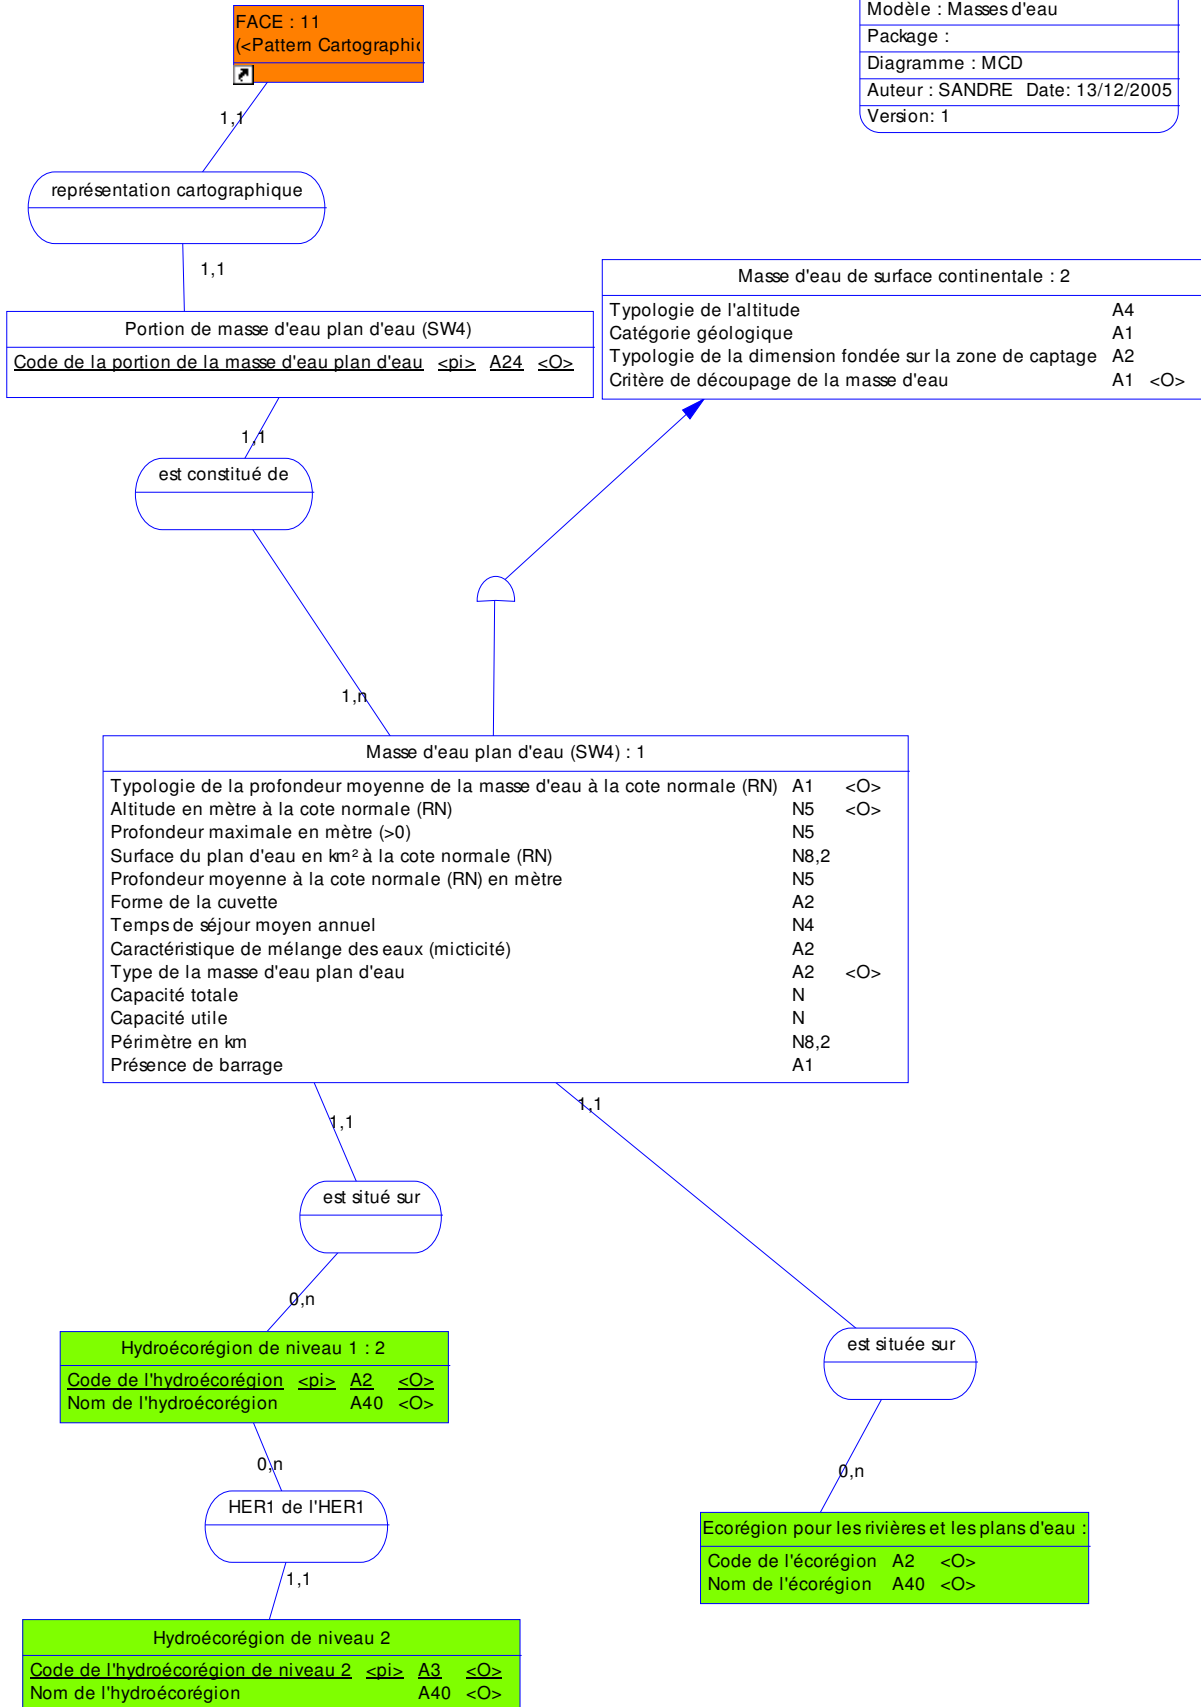 FACE : 11
(<Pattern Cartographic
Modèle : Masses d'eau
Package :
Diagramme : MCD
Auteur : SANDRE Date: 13/12/2005
Version: 1
1,1
représentation cartographique
1,1
Masse d'eau de surface continentale : 2
Typologie de l'altitude A4
Catégorie géologique A1
Typologie de la dimension fondée sur la zone de captage A2
Critère de découpage de la masse d'eau A1 <O>
Portion de masse d'eau plan d'eau (SW4)
Code de la portion de la masse d'eau plan d'eau <pi> A24 <O>
1,1
est constitué de
1,n
Masse d'eau plan d'eau (SW4) : 1
Typologie de la profondeur moyenne de la masse d'eau à la cote normale (RN) A1 <O>
Altitude en mètre à la cote normale (RN) N5 <O>
Profondeur maximale en mètre (>0) N5
Surface du plan d'eau en km² à la cote normale (RN) N8,2
Profondeur moyenne à la cote normale (RN) en mètre N5
Forme de la cuvette A2
Temps de séjour moyen annuel N4
Caractéristique de mélange des eaux (micticité) A2
Type de la masse d'eau plan d'eau A2 <O>
Capacité totale N
Capacité utile N
Périmètre en km N8,2
Présence de barrage A1
1,1
1,1
est situé sur
0,n
Hydroécorégion de niveau 1 : 2
Code de l'hydroécorégion <pi> A2 <O>
Nom de l'hydroécorégion A40 <O>
est située sur
0,n
0,n
HER1 de l'HER1
1,1
Ecorégion pour les rivières et les plans d'eau :
Code de l'écorégion A2 <O>
Nom de l'écorégion A40 <O>
Hydroécorégion de niveau 2
Code de l'hydroécorégion de niveau 2 <pi> A3 <O>
Nom de l'hydroécorégion A40 <O>